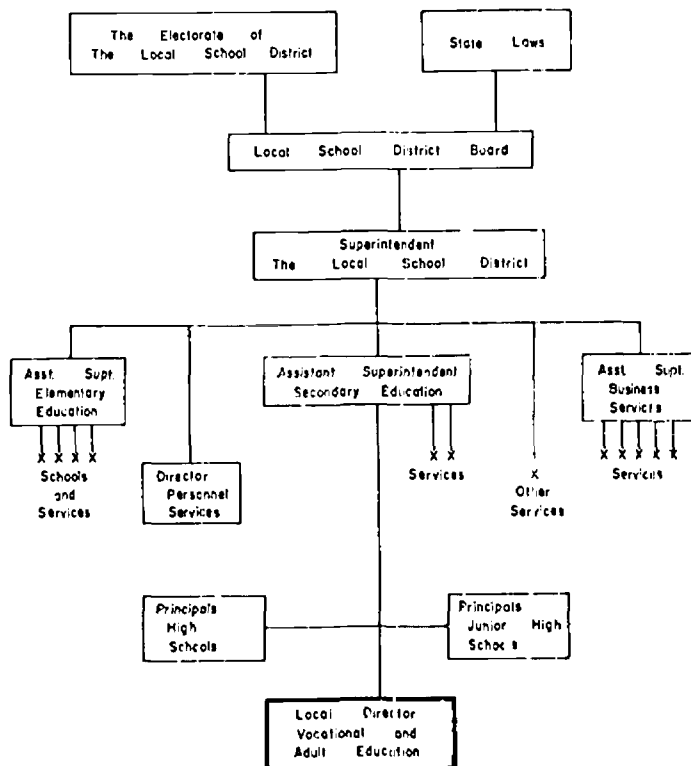 The Electorate of
The Local School District
State Laws
Local School District Board
Superintendent
The Local School District
Asst. Supt.
Elementary
Education
Assistant Superintendent
Secondary Education
Asst. Supt.
Business
Services
X X X X
Schools
and
Services
Director
Personnel
Services
X X
Services
X
Other
Services
X X X X X
Services
Principals
High
Schools
Principals
Junior High
Schools
Local Director
Vocational and
Adult Education